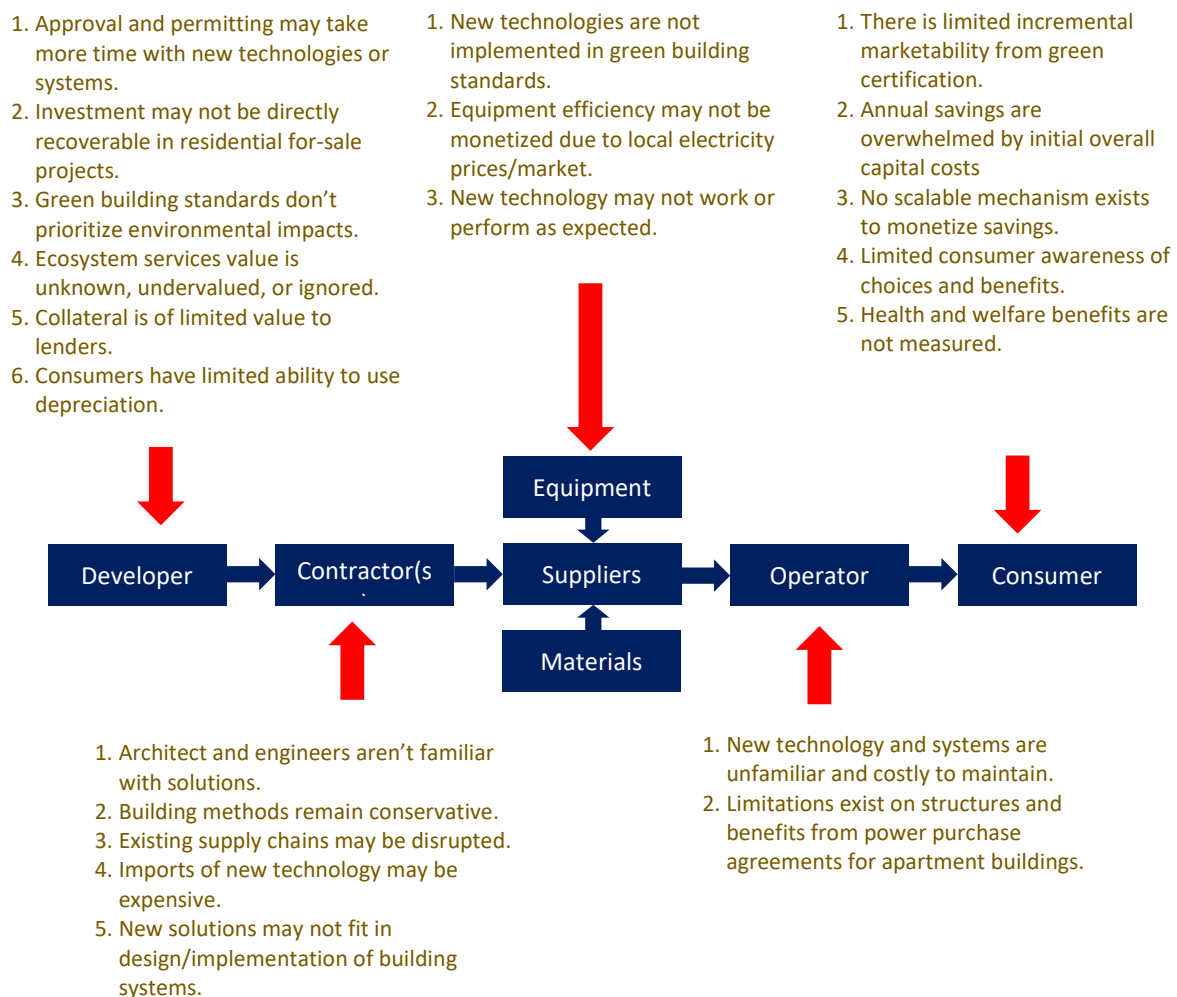 1. Approval and permitting may take
more time with new technologies or
systems.
2. Investment may not be directly
recoverable in residential for-sale
projects.
3. Green building standards don’t
prioritize environmental impacts.
4. Ecosystem services value is
unknown, undervalued, or ignored.
5. Collateral is of limited value to
lenders.
6. Consumers have limited ability to use
depreciation.
1. New technologies are not
implemented in green building
standards.
2. Equipment efficiency may not be
monetized due to local electricity
prices/market.
3. New technology may not work or
perform as expected.
1. There is limited incremental
marketability from green
certification.
2. Annual savings are
overwhelmed by initial overall
capital costs
3. No scalable mechanism exists
to monetize savings.
4. Limited consumer awareness of
choices and benefits.
5. Health and welfare benefits are
not measured.
Equipment
Developer
Contractor(s
Suppliers
Operator
Consumer
Materials
1. Architect and engineers aren’t familiar
with solutions.
2. Building methods remain conservative.
3. Existing supply chains may be disrupted.
4. Imports of new technology may be
expensive.
5. New solutions may not fit in
design/implementation of building
systems.
1. New technology and systems are
unfamiliar and costly to maintain.
2. Limitations exist on structures and
benefits from power purchase
agreements for apartment buildings.